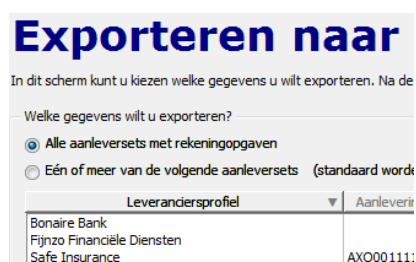 Exporteren naar
In dit scherm kunt u kiezen welke gegevens u wilt exporteren. Na de
Welke gegevens wilt u exporteren?
Alle aanleversets met rekeningopgaven
Eén of meer van de volgende aanleversets (standaard worde
Leveranciersprofiel Aanleverin
Bonaire Bank
Fijnzo Financiële Diensten
Safe Insurance AXO001111